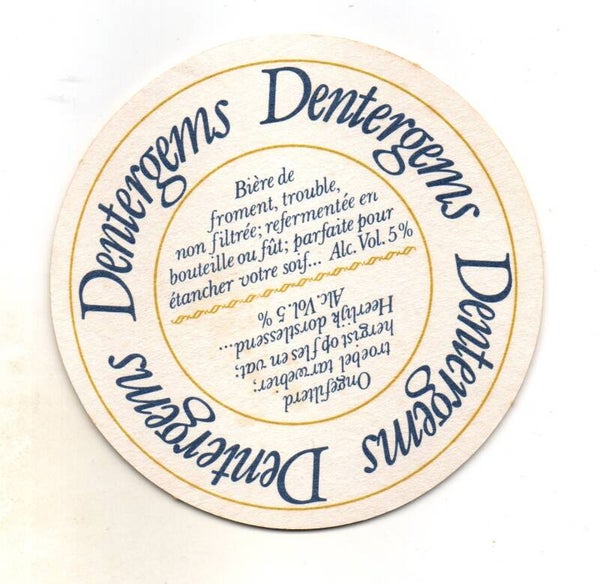 Dentergems
Dentergems
Dentergems
Dentergems
Bière de
froment, trouble,
non filtrée; refermentée en
bouteille ou fût; parfaite pour
étancher votre soif... Alc. Vol. 5%
Ongefilterd
troebel tarwebier;
hergist op fles en vat;
Heerlijk dorstlessend...
Alc. Vol. 5 %